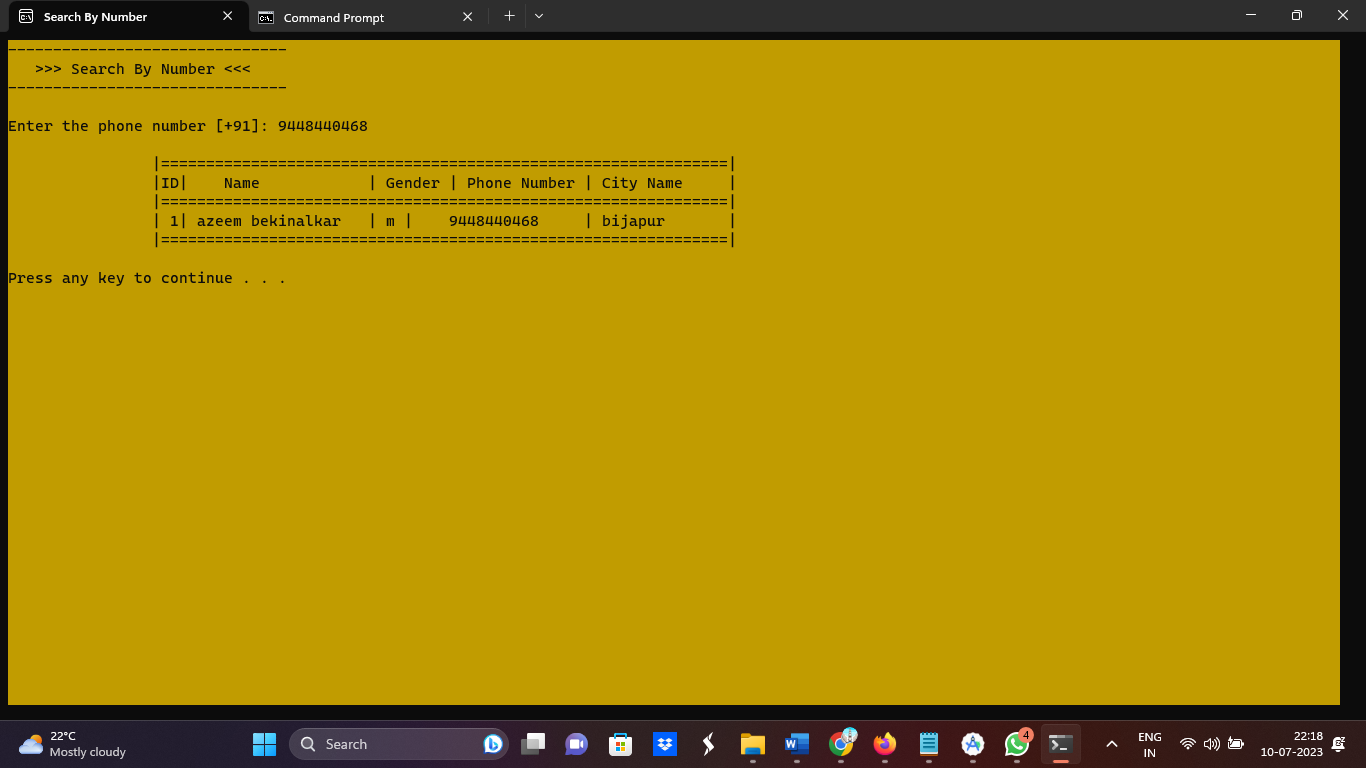 Search By Number
Command Prompt
-------------------------------
>>> Search By Number <<<
-------------------------------
Enter the phone number [+91]: 9448440468
|===============================================================|
|ID|    Name            | Gender | Phone Number | City Name     |
|===============================================================|
| 1| azeem bekinalkar   | m |    9448440468     | bijapur       |
|===============================================================|
Press any key to continue . . .
22°C
Mostly cloudy
Search
4
ENG
IN
22:18
10-07-2023